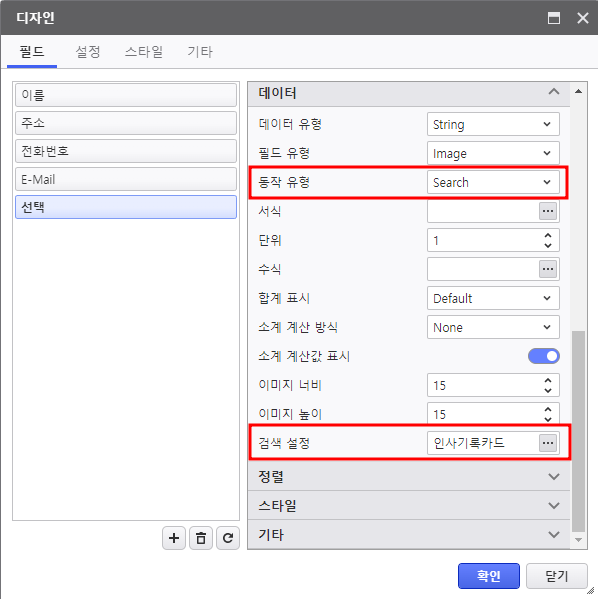 디자인
필드 설정 스타일 기타
이름
주소
전화번호
E-Mail
선택
데이터
데이터 유형 String
필드 유형 Image
동작 유형 Search
서식 ...
단위 1
수식 ...
합계 표시 Default
소계 계산 방식 None
소계 계산값 표시
이미지 너비 15
이미지 높이 15
검색 설정 인사기록카드 ...
정렬
스타일
기타
확인 닫기